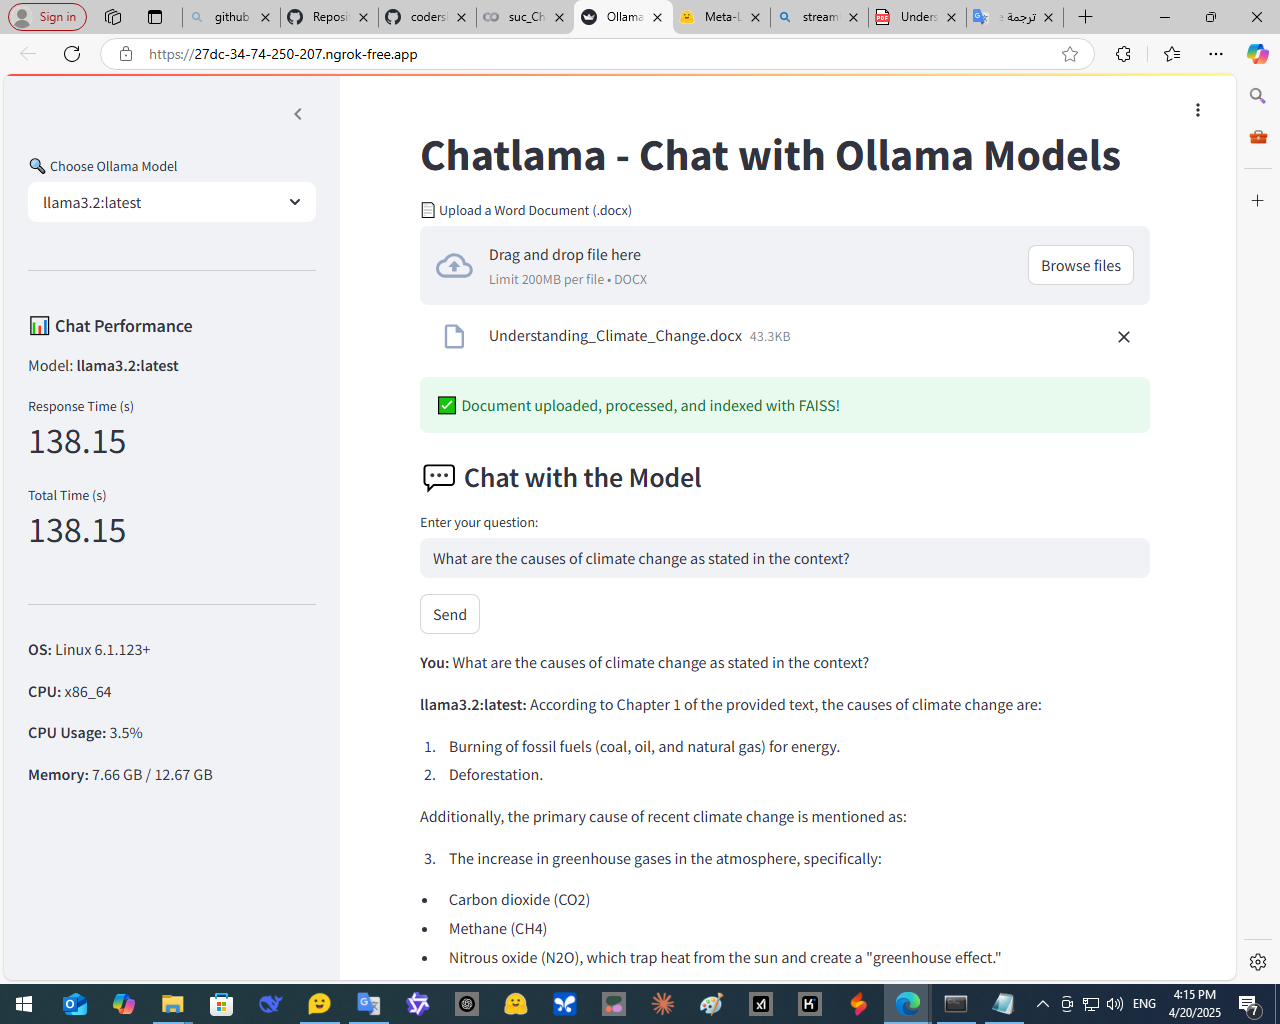 Sign in
github
Reposi
coders
suc_Ch
Ollama
Meta-L
stream
Unders
ترجمة e
https://27dc-34-74-250-207.ngrok-free.app
Choose Ollama Model
llama3.2:latest
Chat Performance
Model: llama3.2:latest
Response Time (s)
138.15
Total Time (s)
138.15
OS: Linux 6.1.123+
CPU: x86_64
CPU Usage: 3.5%
Memory: 7.66 GB / 12.67 GB
Chatlama - Chat with Ollama Models
Upload a Word Document (.docx)
Drag and drop file here
Limit 200MB per file • DOCX
Browse files
Understanding_Climate_Change.docx 43.3KB
Document uploaded, processed, and indexed with FAISS!
Chat with the Model
Enter your question:
What are the causes of climate change as stated in the context?
Send
You: What are the causes of climate change as stated in the context?
llama3.2:latest: According to Chapter 1 of the provided text, the causes of climate change are:
1. Burning of fossil fuels (coal, oil, and natural gas) for energy.
2. Deforestation.
Additionally, the primary cause of recent climate change is mentioned as:
3. The increase in greenhouse gases in the atmosphere, specifically:
• Carbon dioxide (CO2)
• Methane (CH4)
• Nitrous oxide (N2O), which trap heat from the sun and create a "greenhouse effect."
ENG
4:15 PM
4/20/2025
7